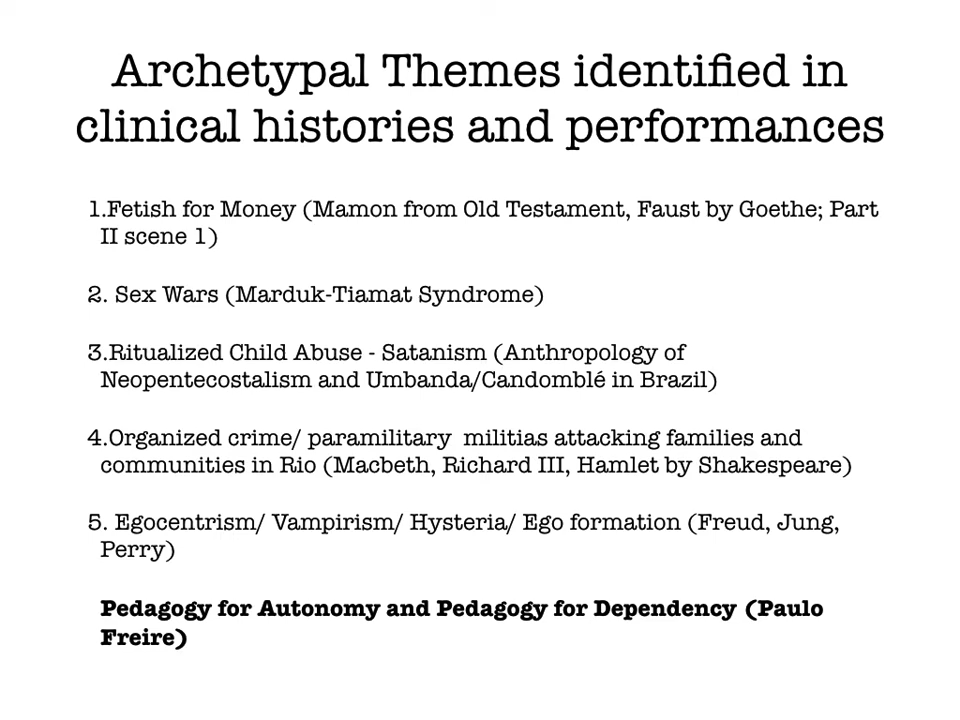 Archetypal Themes identified in
clinical histories and performances
1.Fetish for Money (Mamon from Old Testament, Faust by Goethe; Part
II scene 1)
2. Sex Wars (Marduk-Tiamat Syndrome)
3.Ritualized Child Abuse - Satanism (Anthropology of
Neopentecostalism and Umbanda/Candomblé in Brazil)
4.Organized crime/ paramilitary  militias attacking families and
communities in Rio (Macbeth, Richard III, Hamlet by Shakespeare)
5. Egocentrism/ Vampirism/ Hysteria/ Ego formation (Freud, Jung,
Perry)
Pedagogy for Autonomy and Pedagogy for Dependency (Paulo
Freire)